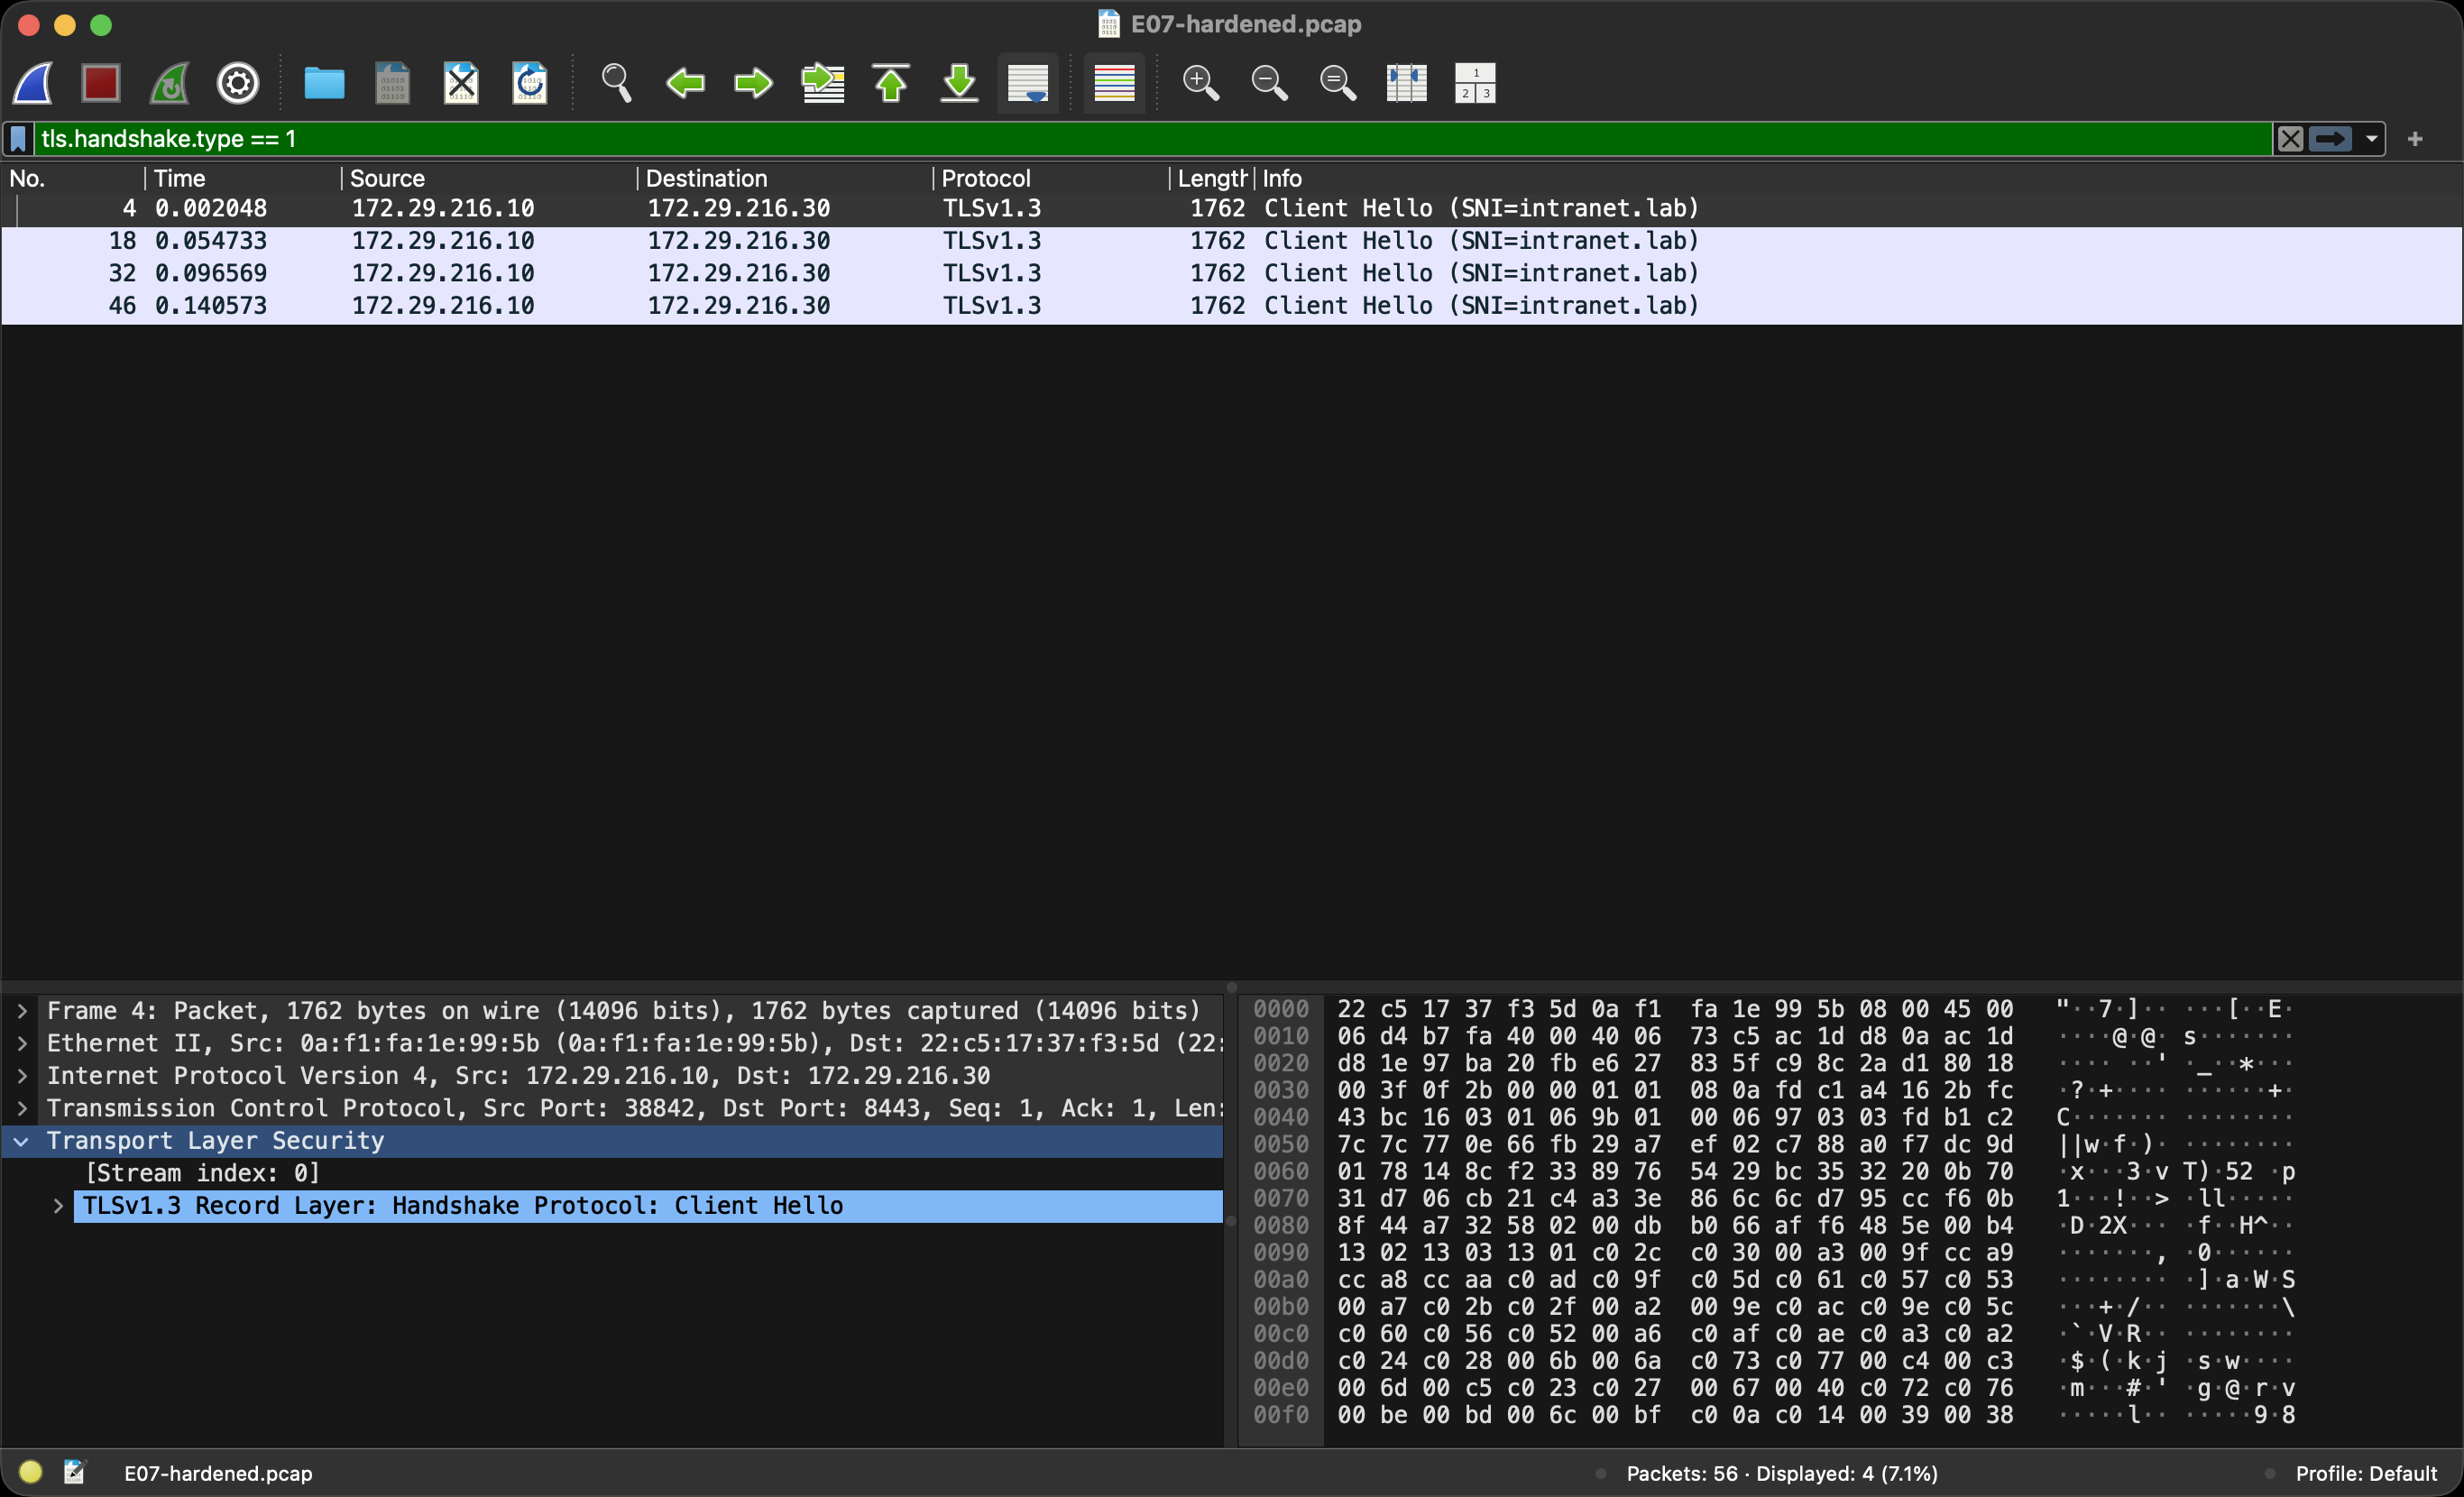 E07-hardened.pcap
tls.handshake.type == 1
No. Time Source Destination Protocol Length Info
4 0.002048 172.29.216.10 172.29.216.30 TLSv1.3 1762 Client Hello (SNI=intranet.lab)
18 0.054733 172.29.216.10 172.29.216.30 TLSv1.3 1762 Client Hello (SNI=intranet.lab)
32 0.096569 172.29.216.10 172.29.216.30 TLSv1.3 1762 Client Hello (SNI=intranet.lab)
46 0.140573 172.29.216.10 172.29.216.30 TLSv1.3 1762 Client Hello (SNI=intranet.lab)
Frame 4: Packet, 1762 bytes on wire (14096 bits), 1762 bytes captured (14096 bits)
Ethernet II, Src: 0a:f1:fa:1e:99:5b (0a:f1:fa:1e:99:5b), Dst: 22:c5:17:37:f3:5d (22:
Internet Protocol Version 4, Src: 172.29.216.10, Dst: 172.29.216.30
Transmission Control Protocol, Src Port: 38842, Dst Port: 8443, Seq: 1, Ack: 1, Len:
Transport Layer Security
[Stream index: 0]
TLSv1.3 Record Layer: Handshake Protocol: Client Hello
0000 22 c5 17 37 f3 5d 0a f1 fa 1e 99 5b 08 00 45 00 "··7·]·· ···[··E·
0010 06 d4 b7 fa 40 00 40 06 73 c5 ac 1d d8 0a ac 1d ····@·@· s·······
0020 d8 1e 97 ba 20 fb e6 27 83 5f c9 8c 2a d1 80 18 ···· ··' ·_··*···
0030 00 3f 0f 2b 00 00 01 01 08 0a fd c1 a4 16 2b fc ·?·+···· ······+·
0040 43 bc 16 03 01 06 9b 01 00 06 97 03 03 fd b1 c2 C······· ········
0050 7c 7c 77 0e 66 fb 29 a7 ef 02 c7 88 a0 f7 dc 9d ||w·f·)· ········
0060 01 78 14 8c f2 33 89 76 54 29 bc 35 32 20 0b 70 ·x···3·v T)·52 ·p
0070 31 d7 06 cb 21 c4 a3 3e 86 6c 6c d7 95 cc f6 0b 1···!··> ·ll·····
0080 8f 44 a7 32 58 02 00 db b0 66 af f6 48 5e 00 b4 ·D·2X··· ·f··H^··
0090 13 02 13 03 13 01 c0 2c c0 30 00 a3 00 9f cc a9 ·······, ·0······
00a0 cc a8 cc aa c0 ad c0 9f c0 5d c0 61 c0 57 c0 53 ········ ·]·a·W·S
00b0 00 a7 c0 2b c0 2f 00 a2 00 9e c0 ac c0 9e c0 5c ···+·/·· ·······\
00c0 c0 60 c0 56 c0 52 00 a6 c0 af c0 ae c0 a3 c0 a2 ·`·V·R·· ········
00d0 c0 24 c0 28 00 6b 00 6a c0 73 c0 77 00 c4 00 c3 ·$·(·k·j ·s·w····
00e0 00 6d 00 c5 c0 23 c0 27 00 67 00 40 c0 72 c0 76 ·m···#·' ·g·@·r·v
00f0 00 be 00 bd 00 6c 00 bf c0 0a c0 14 00 39 00 38 ·····l·· ·····9·8
E07-hardened.pcap
Packets: 56 · Displayed: 4 (7.1%)
Profile: Default